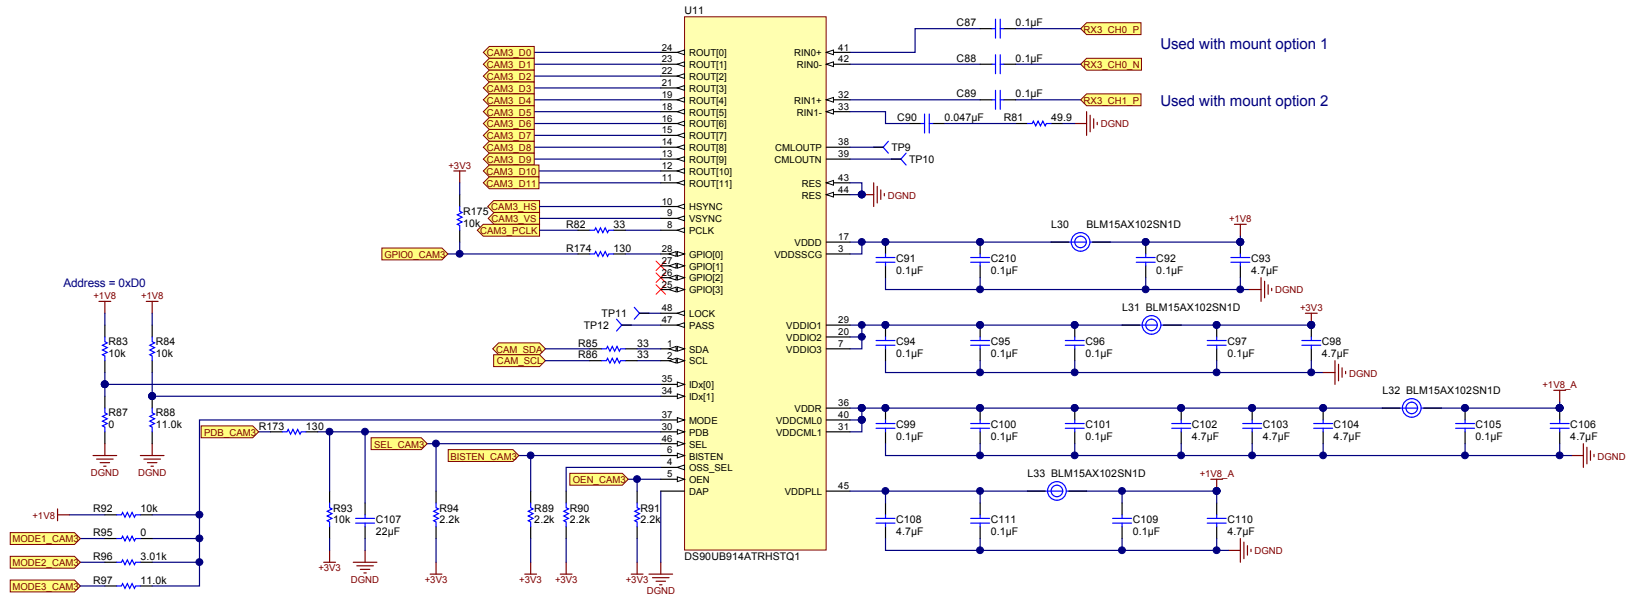 U11
CAM3_D0 24 ROUT[0]
CAM3_D1 23 ROUT[1]
CAM3_D2 22 ROUT[2]
CAM3_D3 21 ROUT[3]
CAM3_D4 19 ROUT[4]
CAM3_D5 18 ROUT[5]
CAM3_D6 16 ROUT[6]
CAM3_D7 15 ROUT[7]
CAM3_D8 14 ROUT[8]
CAM3_D9 13 ROUT[9]
CAM3_D10 12 ROUT[10]
CAM3_D11 11 ROUT[11]
+3V3
R175
10k
CAM3_HS 10 HSYNC
CAM3_VS 9 VSYNC
CAM3_PCLK R82 33 8 PCLK
GPIO0_CAM3 R174 130 28 GPIO[0]
27 GPIO[1]
26 GPIO[2]
25 GPIO[3]
TP11 48 LOCK
TP12 47 PASS
CAM_SDA R85 33 1 SDA
CAM_SCL R86 33 2 SCL
Address = 0xD0
+1V8 +1V8
R83
10k
R84
10k
35 IDx[0]
34 IDx[1]
R87
0
R88
11.0k
DGND DGND
37 MODE
PDB_CAM3 R173 130 30 PDB
SEL_CAM3 46 SEL
BISTEN_CAM3 6 BISTEN
4 OSS_SEL
OEN_CAM3 5 OEN
DAP
+1V8 R92 10k
MODE1_CAM3 R95 0
MODE2_CAM3 R96 3.01k
MODE3_CAM3 R97 11.0k
R93
10k
+3V3
C107
22µF
DGND
R94
2.2k
+3V3
R89
2.2k
+3V3
R90
2.2k
+3V3
R91
2.2k
+3V3
DGND
DS90UB914ATRHSTQ1
RIN0+ 41 C87 0.1µF RX3_CH0_P
RIN0- 42 C88 0.1µF RX3_CH0_N
Used with mount option 1
RIN1+ 32 C89 0.1µF RX3_CH1_P
Used with mount option 2
RIN1- 33 C90 0.047µF R81 49.9 DGND
CMLOUTP 38 TP9
CMLOUTN 39 TP10
RES 43
RES 44
DGND
L30 BLM15AX102SN1D +1V8
VDDD 17
VDDSSCG 3
C91
0.1µF
C210
0.1µF
C92
0.1µF
C93
4.7µF
DGND
L31 BLM15AX102SN1D +3V3
VDDIO1 29
VDDIO2 20
VDDIO3 7
C94
0.1µF
C95
0.1µF
C96
0.1µF
C97
0.1µF
C98
4.7µF
DGND
L32 BLM15AX102SN1D +1V8_A
VDDR 36
VDDCML0 40
VDDCML1 31
C99
0.1µF
C100
0.1µF
C101
0.1µF
C102
4.7µF
C103
4.7µF
C104
4.7µF
C105
0.1µF
C106
4.7µF
DGND
L33 BLM15AX102SN1D +1V8_A
VDDPLL 45
C108
4.7µF
C111
0.1µF
C109
0.1µF
C110
4.7µF
DGND